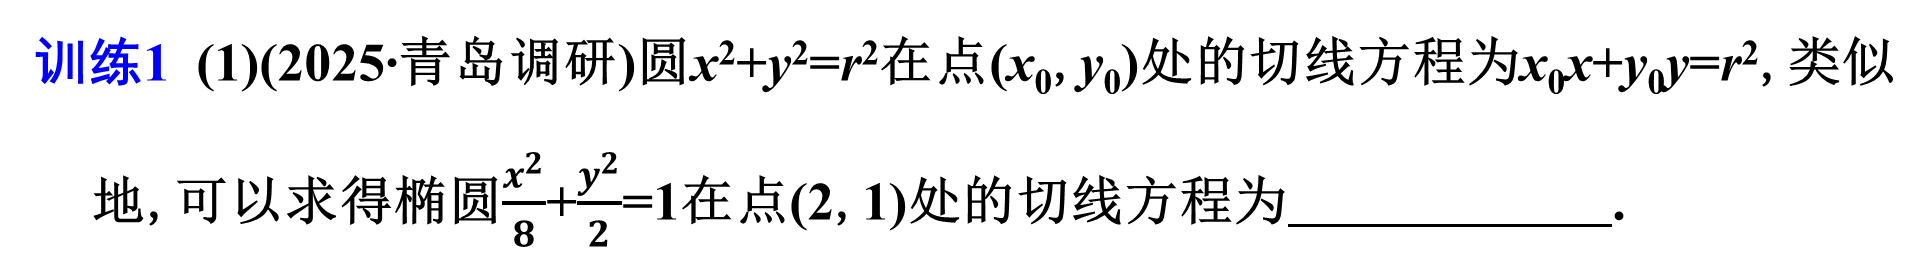 训练1 (1)(2025·青岛调研)圆x²+y²=r²在点(x₀, y₀)处的切线方程为x₀x+y₀y=r², 类似
地, 可以求得椭圆x²/8+y²/2=1在点(2, 1)处的切线方程为____________.